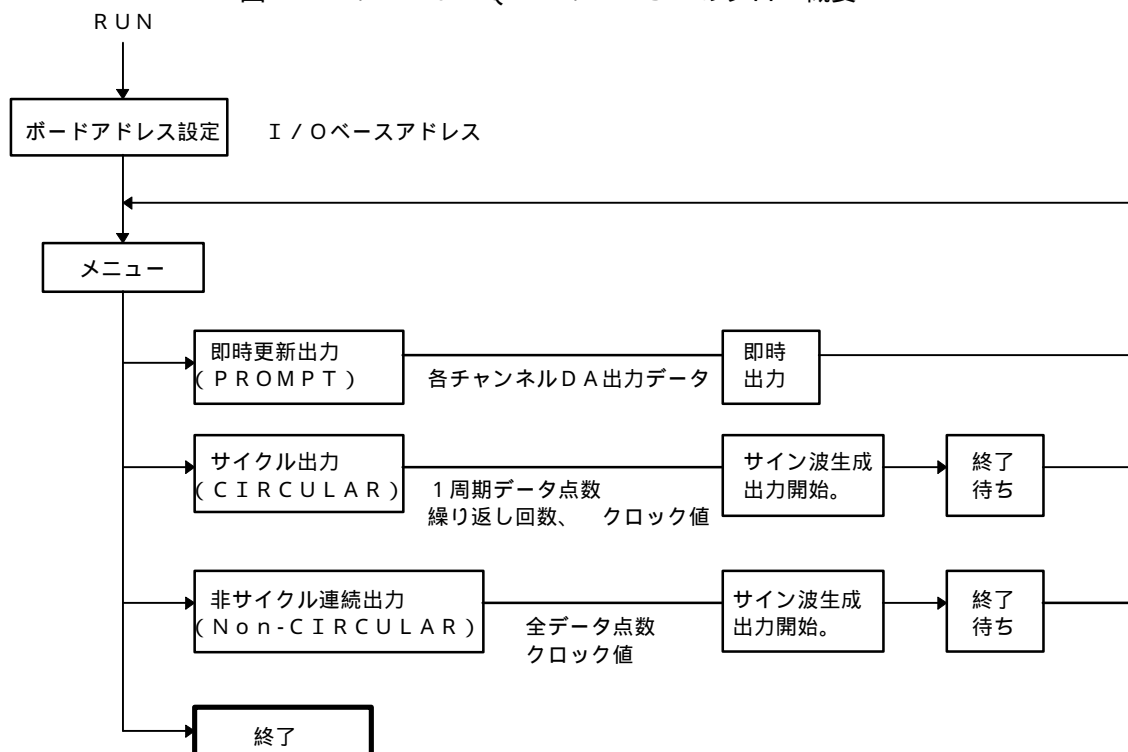 ＲＵＮ
ボードアドレス設定　Ｉ／Ｏベースアドレス
メニュー
即時更新出力
(ＰＲＯＭＰＴ)
各チャンネルＤＡ出力データ
即時
出力
サイクル出力
(ＣＩＲＣＵＬＡＲ)
１周期データ点数
繰り返し回数、　クロック値
サイン波生成
出力開始。
終了
待ち
非サイクル連続出力
(Ｎｏｎ-ＣＩＲＣＵＬＡＲ)
全データ点数
クロック値
サイン波生成
出力開始。
終了
待ち
終了